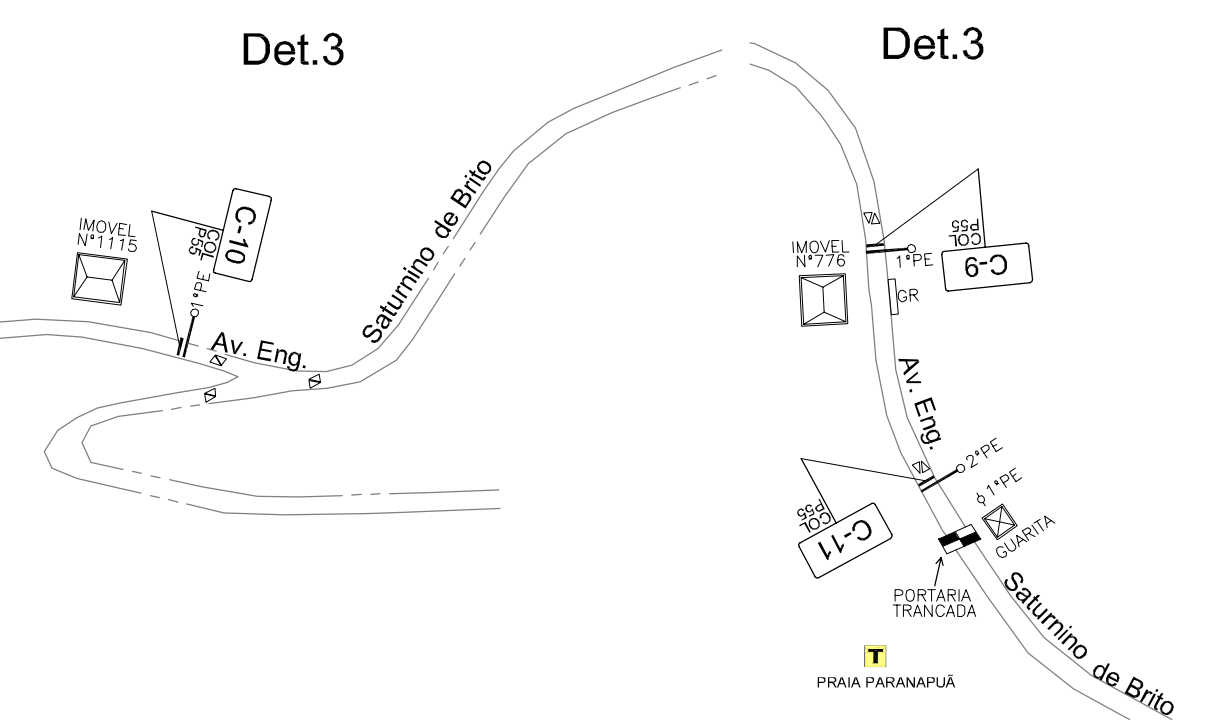 Det.3
IMOVEL
N°1115
C-10
COL
P55
1°PE
Av. Eng.
Saturnino de Brito
Det.3
IMOVEL
N°776
COL
P55
C-9
1°PE
GR
Av. Eng.
2°PE
1°PE
GUARITA
COL
P55
C-11
PORTARIA
TRANCADA
Saturnino de Brito
T
PRAIA PARANAPUÃ